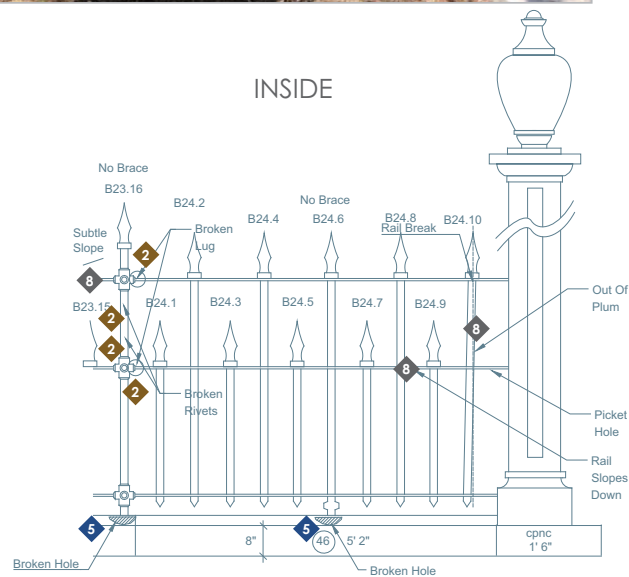 INSIDE
No Brace
B23.16
B24.2
B24.4
No Brace
B24.6
B24.8
B24.10
Subtle
Slope
2
Broken
Lug
Rail Break
8
B23.15
2
B24.1
B24.3
B24.5
B24.7
B24.9
8
Out Of
Plum
2
2
Broken
Rivets
8
Picket
Hole
Rail
Slopes
Down
5
8"
5
46
5' 2"
cpnc
1' 6"
Broken Hole
Broken Hole